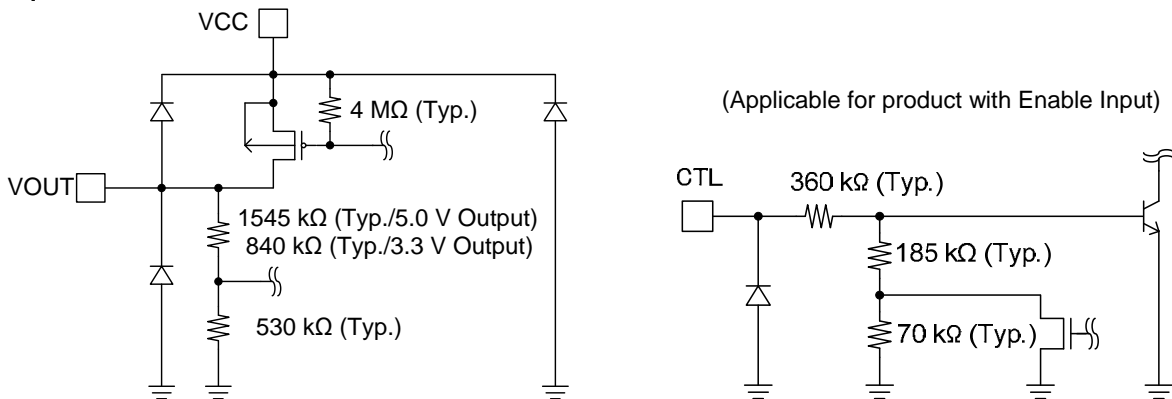 VCC
4 MΩ (Typ.)
VOUT
1545 kΩ (Typ./5.0 V Output)
840 kΩ (Typ./3.3 V Output)
530 kΩ (Typ.)
(Applicable for product with Enable Input)
CTL
360 kΩ (Typ.)
185 kΩ (Typ.)
70 kΩ (Typ.)